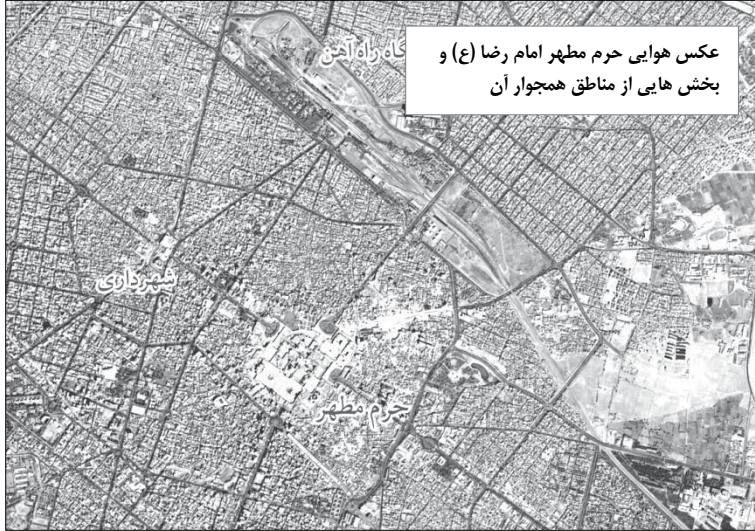 عکس هوایی حرم مطهر امام رضا (ع) و
بخش هایی از مناطق همجوار آن
راه آهن
شهرداری
حرم مطهر